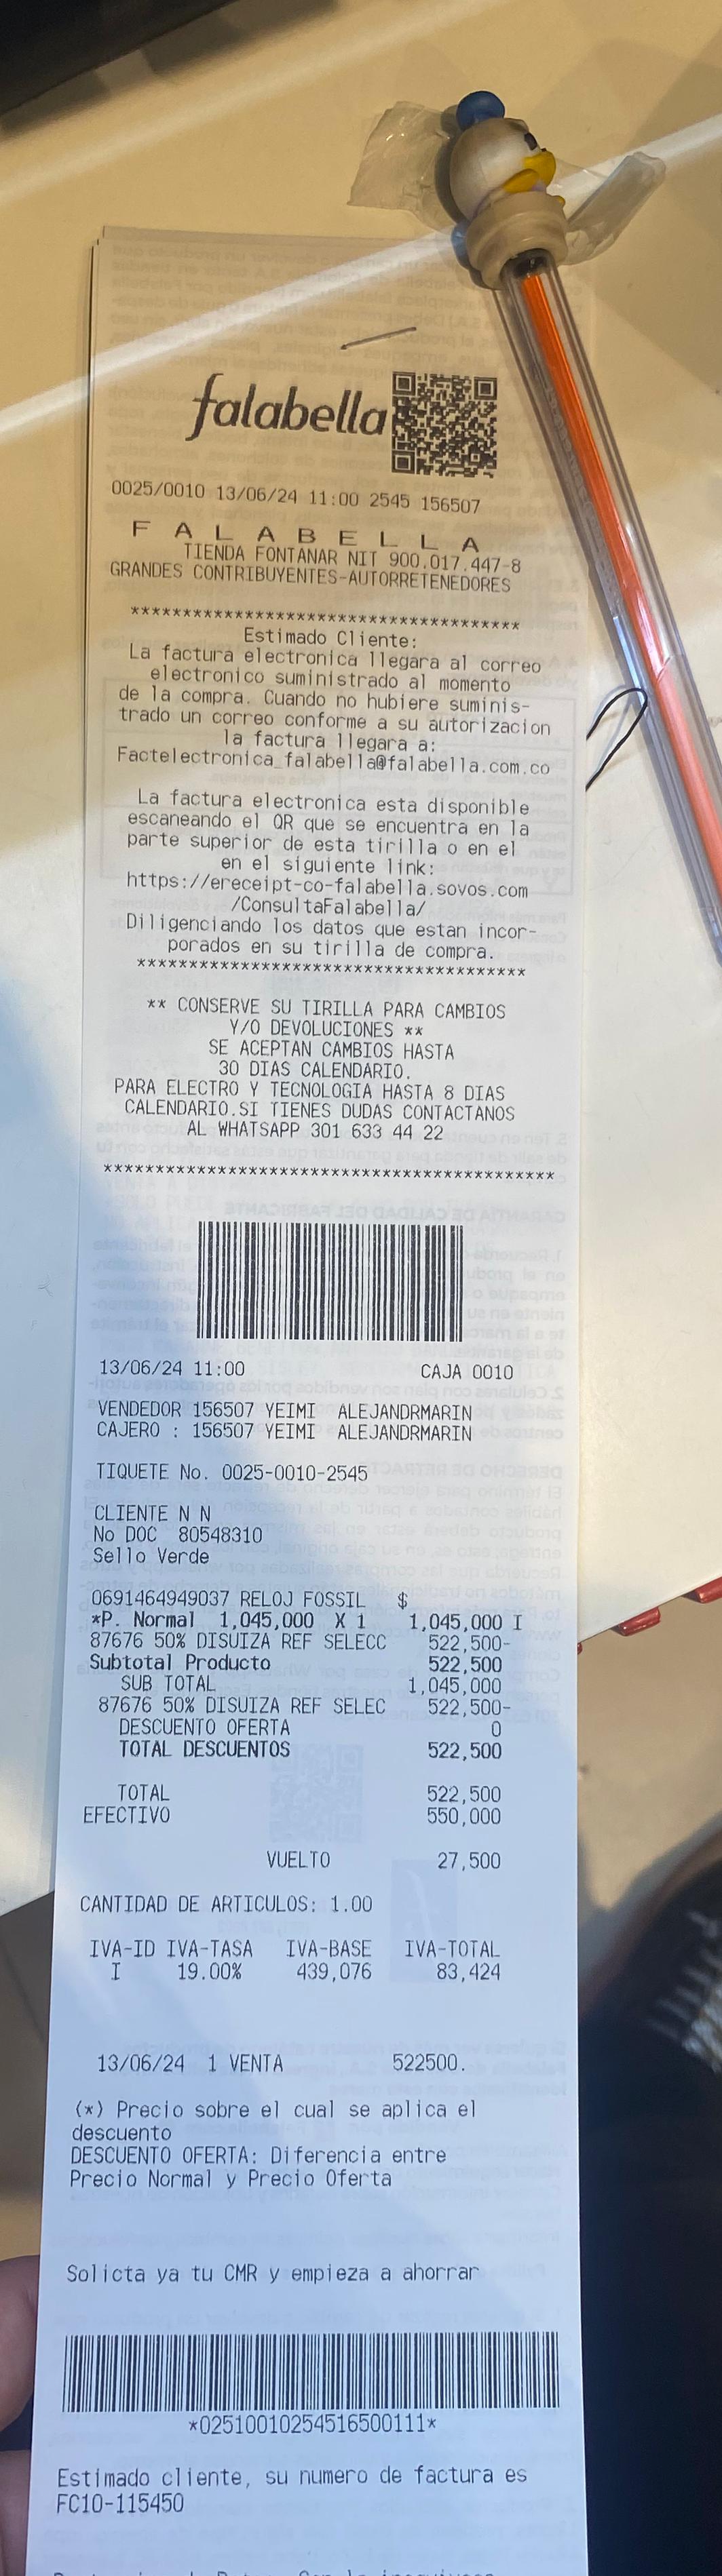 falabella
0025/0010 13/06/24 11:00 2545 156507
F A L A B E L L A
TIENDA FONTANAR NIT 900.017.447-8
GRANDES CONTRIBUYENTES-AUTORRETENEDORES
**************************************
Estimado Cliente:
La factura electronica llegara al correo
electronico suministrado al momento
de la compra. Cuando no hubiere suminis-
trado un correo conforme a su autorizacion
la factura llegara a:
Factelectronica_falabella@falabella.com.co
La factura electronica esta disponible
escaneando el QR que se encuentra en la
parte superior de esta tirilla o en el
en el siguiente link:
https://ereceipt-co-falabella.sovos.com
/ConsultaFalabella/
Diligenciando los datos que estan incor-
porados en su tirilla de compra.
**************************************
** CONSERVE SU TIRILLA PARA CAMBIOS
Y/O DEVOLUCIONES **
SE ACEPTAN CAMBIOS HASTA
30 DIAS CALENDARIO.
PARA ELECTRO Y TECNOLOGIA HASTA 8 DIAS
CALENDARIO.SI TIENES DUDAS CONTACTANOS
AL WHATSAPP 301 633 44 22
********************************************
13/06/24 11:00 CAJA 0010
VENDEDOR 156507 YEIMI ALEJANDRMARIN
CAJERO : 156507 YEIMI ALEJANDRMARIN
TIQUETE No. 0025-0010-2545
CLIENTE N N
No DOC 80548310
Sello Verde
0691464949037 RELOJ FOSSIL $
*P. Normal 1,045,000 X 1 1,045,000 I
87676 50% DISUIZA REF SELECC 522,500-
Subtotal Producto 522,500
SUB TOTAL 1,045,000
87676 50% DISUIZA REF SELEC 522,500-
DESCUENTO OFERTA 0
TOTAL DESCUENTOS 522,500
TOTAL 522,500
EFECTIVO 550,000
VUELTO 27,500
CANTIDAD DE ARTICULOS: 1.00
IVA-ID IVA-TASA IVA-BASE IVA-TOTAL
I 19.00% 439,076 83,424
13/06/24 1 VENTA 522500.
(*) Precio sobre el cual se aplica el
descuento
DESCUENTO OFERTA: Diferencia entre
Precio Normal y Precio Oferta
Solicta ya tu CMR y empieza a ahorrar
*02510010254516500111*
Estimado cliente, su numero de factura es
FC10-115450